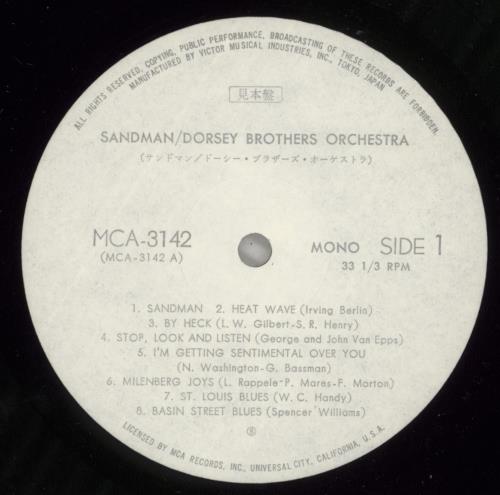 ALL RIGHTS RESERVED, COPYING, PUBLIC PERFORMANCE, BROADCASTING OF THESE RECORDS ARE FORBIDDEN.
MANUFACTURED BY VICTOR MUSICAL INDUSTRIES, INC., TOKYO, JAPAN
見本盤
SANDMAN/DORSEY BROTHERS ORCHESTRA
(サンドマン/ドーシー・ブラザーズ・オーケストラ)
MCA-3142
(MCA-3142 A)
MONO SIDE 1
33 1/3 RPM
1. SANDMAN 2. HEAT WAVE (Irving Berlin)
3. BY HECK (L. W. Gilbert-S. R. Henry)
4. STOP, LOOK AND LISTEN (George and John Van Epps)
5. I'M GETTING SENTIMENTAL OVER YOU
(N. Washington-G. Bassman)
6. MILENBERG JOYS (L. Rappele-P. Mares-F. Morton)
7. ST. LOUIS BLUES (W. C. Handy)
8. BASIN STREET BLUES (Spencer Williams)
LICENSED BY MCA RECORDS, INC., UNIVERSAL CITY, CALIFORNIA, U.S.A.